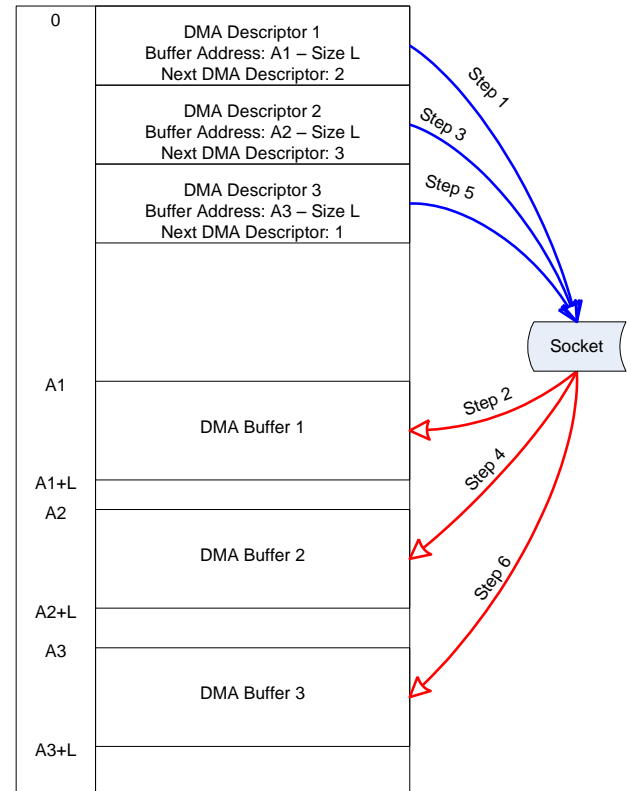 0
DMA Descriptor 1
Buffer Address: A1 – Size L
Next DMA Descriptor: 2
DMA Descriptor 2
Buffer Address: A2 – Size L
Next DMA Descriptor: 3
DMA Descriptor 3
Buffer Address: A3 – Size L
Next DMA Descriptor: 1
Step 1
Step 3
Step 5
Socket
A1
DMA Buffer 1
Step 2
A1+L
A2
Step 4
DMA Buffer 2
Step 6
A2+L
A3
DMA Buffer 3
A3+L